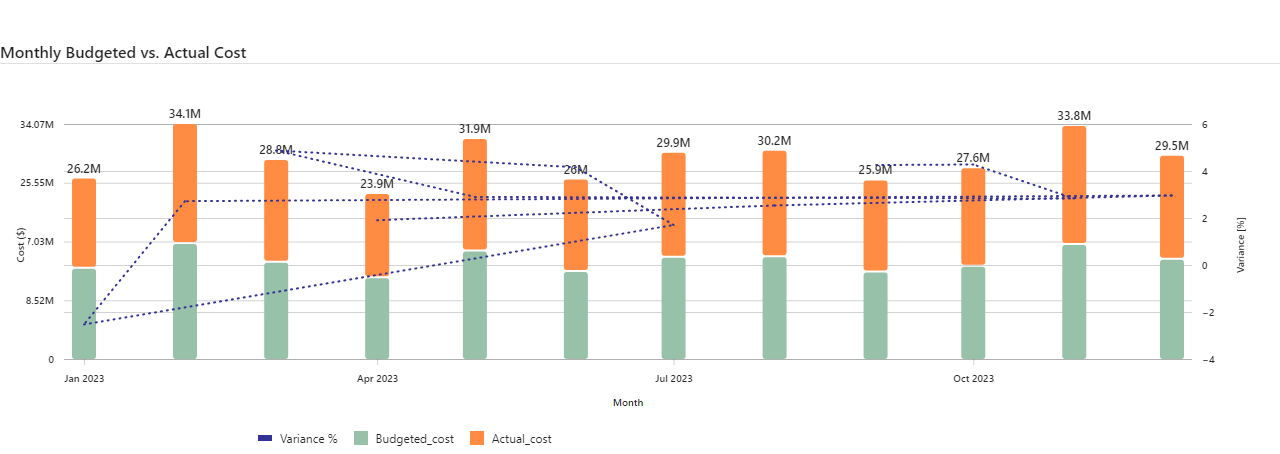 Monthly Budgeted vs. Actual Cost
34.07M
25.55M
7.03M
8.52M
0
Cost ($)
26.2M
34.1M
28.8M
23.9M
31.9M
26M
29.9M
30.2M
25.9M
27.6M
33.8M
29.5M
6
4
2
0
−2
−4
Variance [%]
Jan 2023
Apr 2023
Jul 2023
Oct 2023
Month
Variance %
Budgeted_cost
Actual_cost